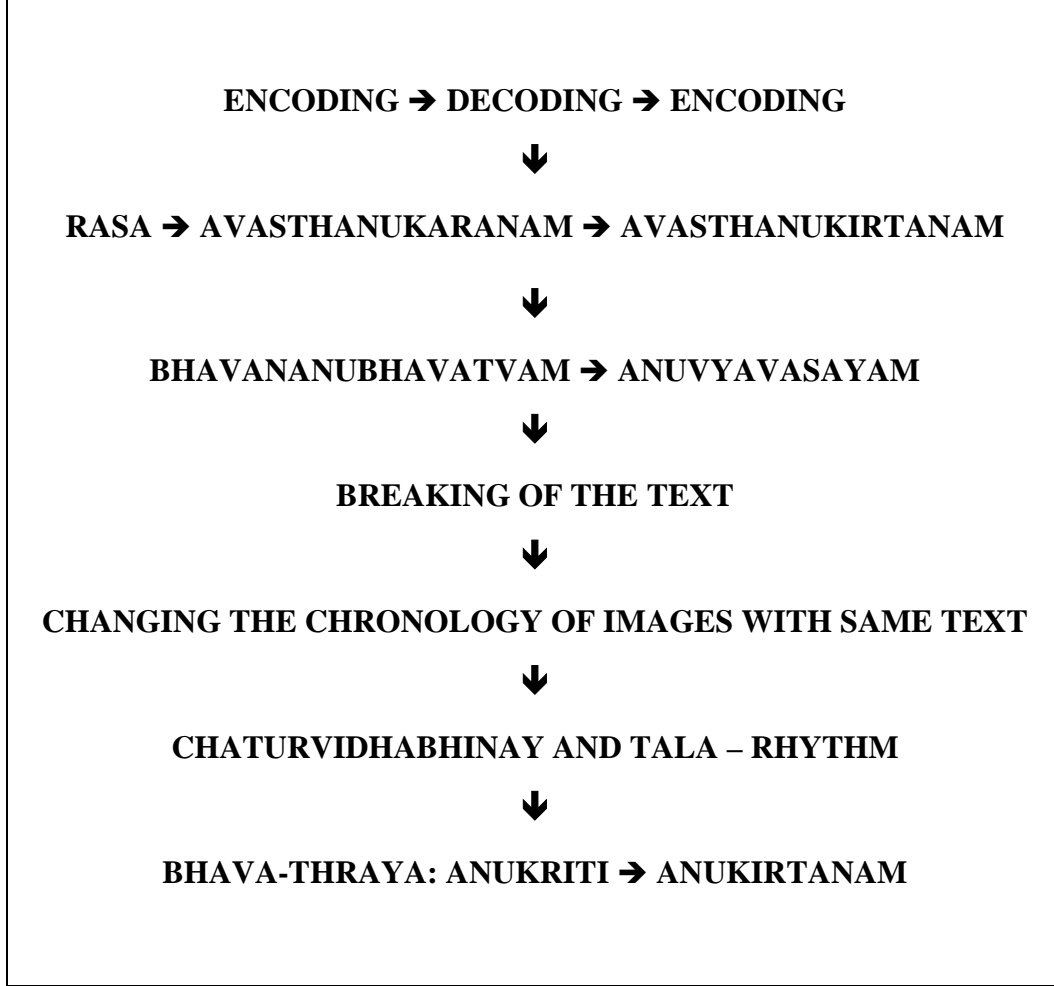 ENCODING ➔ DECODING ➔ ENCODING
🡻
RASA ➔ AVASTHANUKARANAM ➔ AVASTHANUKIRTANAM
🡻
BHAVANANUBHAVATVAM ➔ ANUVYAVASAYAM
🡻
BREAKING OF THE TEXT
🡻
CHANGING THE CHRONOLOGY OF IMAGES WITH SAME TEXT
🡻
CHATURVIDHABHINAY AND TALA – RHYTHM
🡻
BHAVA-THRAYA: ANUKRITI ➔ ANUKIRTANAM